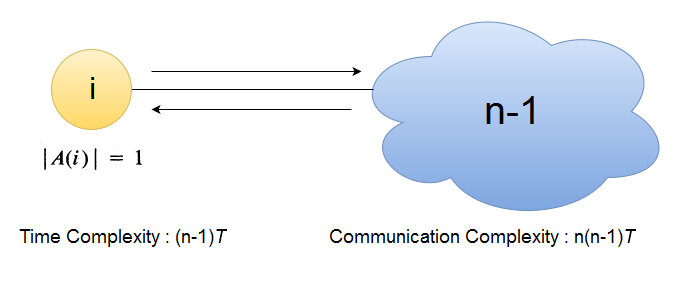 i
n-1
|A(i)| = 1
Time Complexity : (n-1)T
Communication Complexity : n(n-1)T